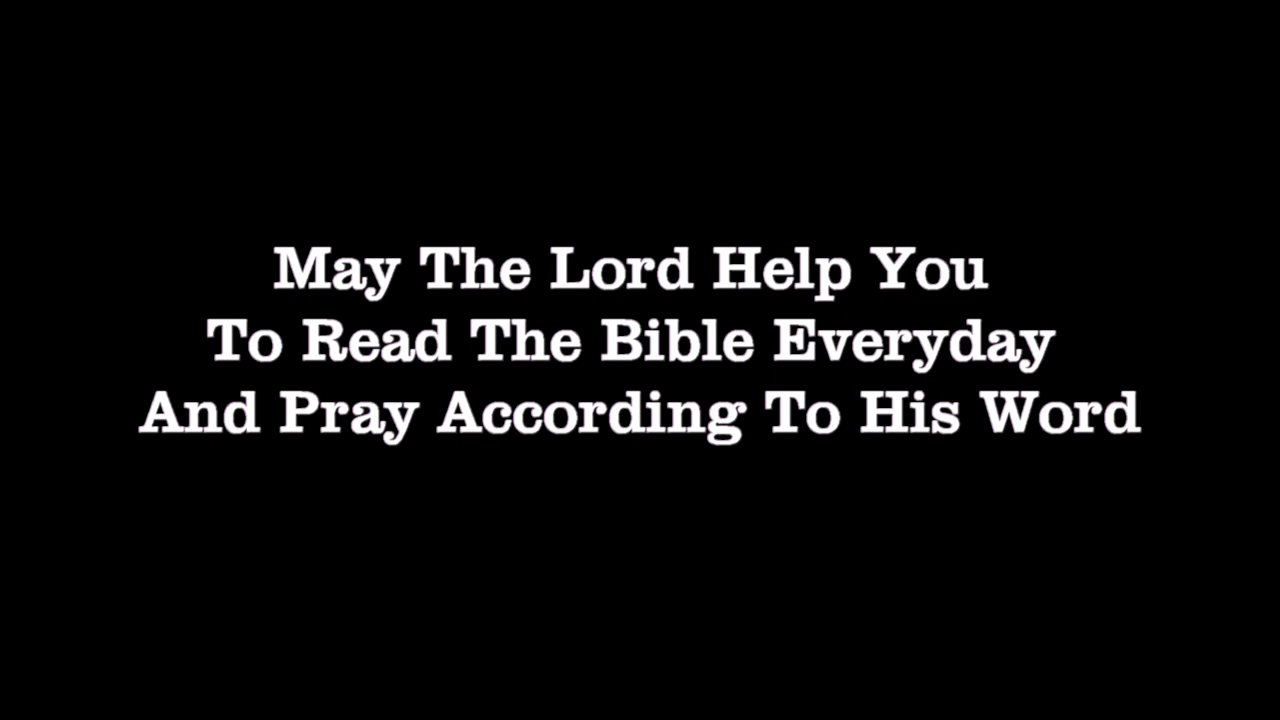 May The Lord Help You
To Read The Bible Everyday
And Pray According To His Word